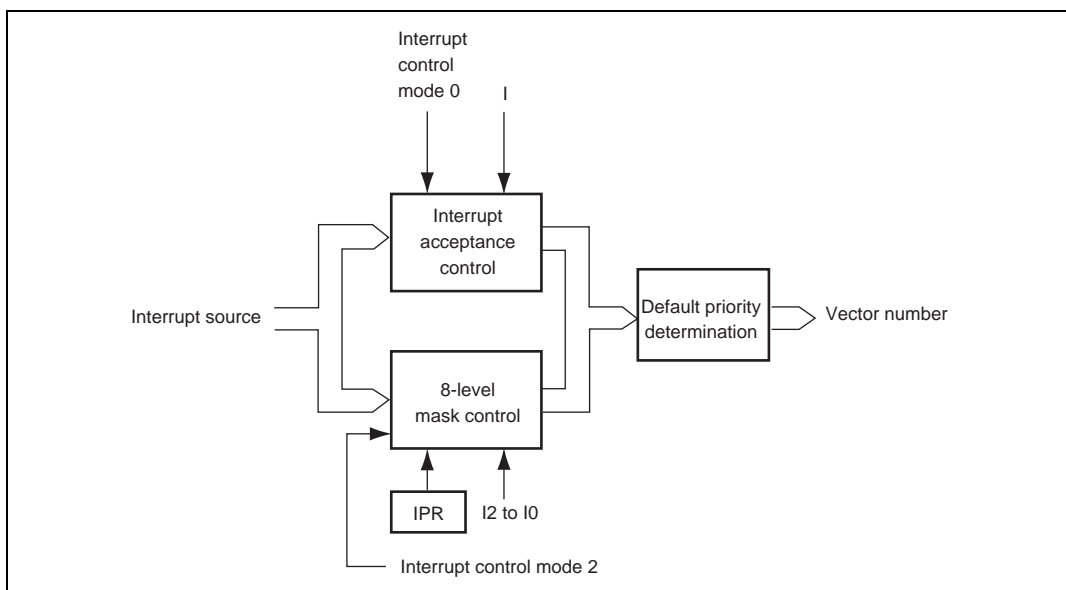 Interrupt
control
mode 0
I
Interrupt
acceptance
control
Interrupt source
Default priority
determination
Vector number
8-level
mask control
IPR
I2 to I0
Interrupt control mode 2